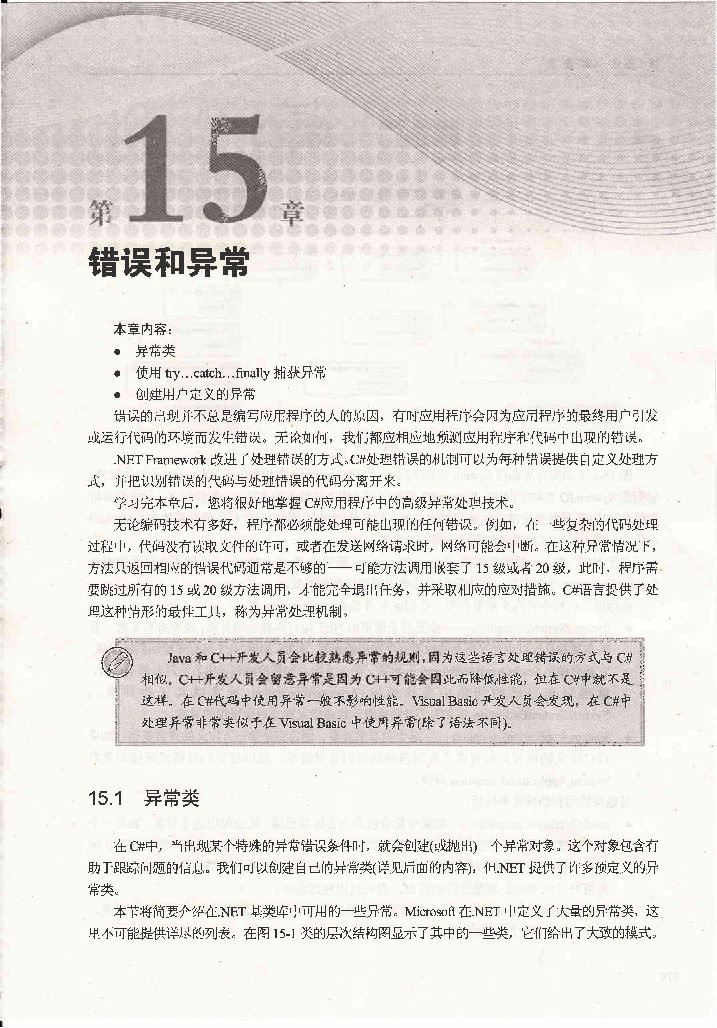 第15章
错误和异常
本章内容：
● 异常类
● 使用 try…catch…finally 捕获异常
● 创建用户定义的异常
错误的出现并不总是编写应用程序的人的原因，有时应用程序会因为应用程序的最终用户引发
或运行代码的环境而发生错误。无论如何，我们都应相应地预测应用程序和代码中出现的错误。
.NET Framework 改进了处理错误的方式。C#处理错误的机制可以为每种错误提供自定义处理方
式，并把识别错误的代码与处理错误的代码分离开来。
学习完本章后，您将很好地掌握 C#应用程序中的高级异常处理技术。
无论编码技术有多好，程序都必须能处理可能出现的任何错误。例如，在一些复杂的代码处理
过程中，代码没有读取文件的许可，或者在发送网络请求时，网络可能会中断。在这种异常情况下，
方法只返回相应的错误代码通常是不够的——可能方法调用嵌套了 15 级或者 20 级，此时，程序需
要跳过所有的 15 或 20 级方法调用，才能完全退出任务，并采取相应的应对措施。C#语言提供了处
理这种情形的最佳工具，称为异常处理机制。
Java 和 C++开发人员会比较熟悉异常的规则，因为这些语言处理错误的方式与 C#
相似。C++开发人员会留意异常是因为 C++可能会因此而降低性能，但在 C#中就不是
这样。在 C#代码中使用异常一般不影响性能。Visual Basic 开发人员会发现，在 C#中
处理异常非常类似于在 Visual Basic 中使用异常(除了语法不同)。
15.1 异常类
在 C#中，当出现某个特殊的异常错误条件时，就会创建(或抛出)一个异常对象。这个对象包含有
助于跟踪问题的信息。我们可以创建自己的异常类(详见后面的内容)，但.NET 提供了许多预定义的异
常类。
本节将简要介绍在.NET 基类库中可用的一些异常。Microsoft 在.NET 中定义了大量的异常类，这
里不可能提供详尽的列表。在图 15-1 类的层次结构图显示了其中的一些类，它们给出了大致的模式。